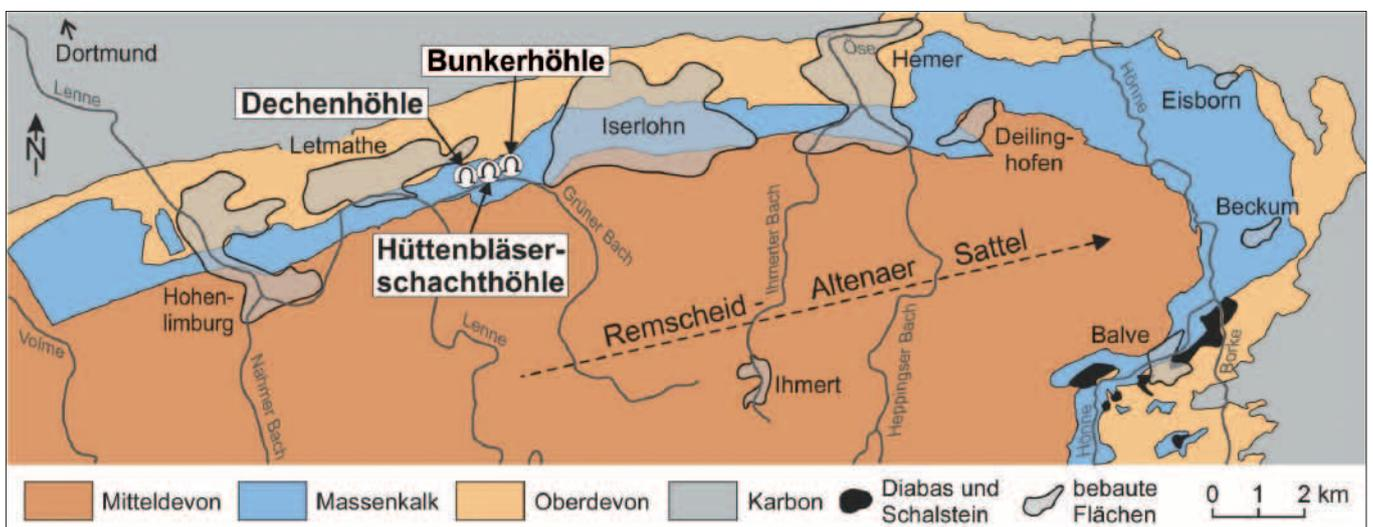 Dortmund
Lenne
Bunkerhöhle
Dechenhöhle
Letmathe
Iserlohn
Öse
Hemer
Hönne
Eisborn
Deiling-
hofen
Beckum
N
Grüner Bach
Hüttenbläser-
schachthöhle
Ihmerter Bach
Remscheid - Altenaer Sattel
Hohen-
limburg
Volme
Nahmer Bach
Lenne
Ihmert
Heppingser Bach
Balve
Borke
Hönne
Mitteldevon
Massenkalk
Oberdevon
Karbon
Diabas und
Schalstein
bebaute
Flächen
0 1 2 km